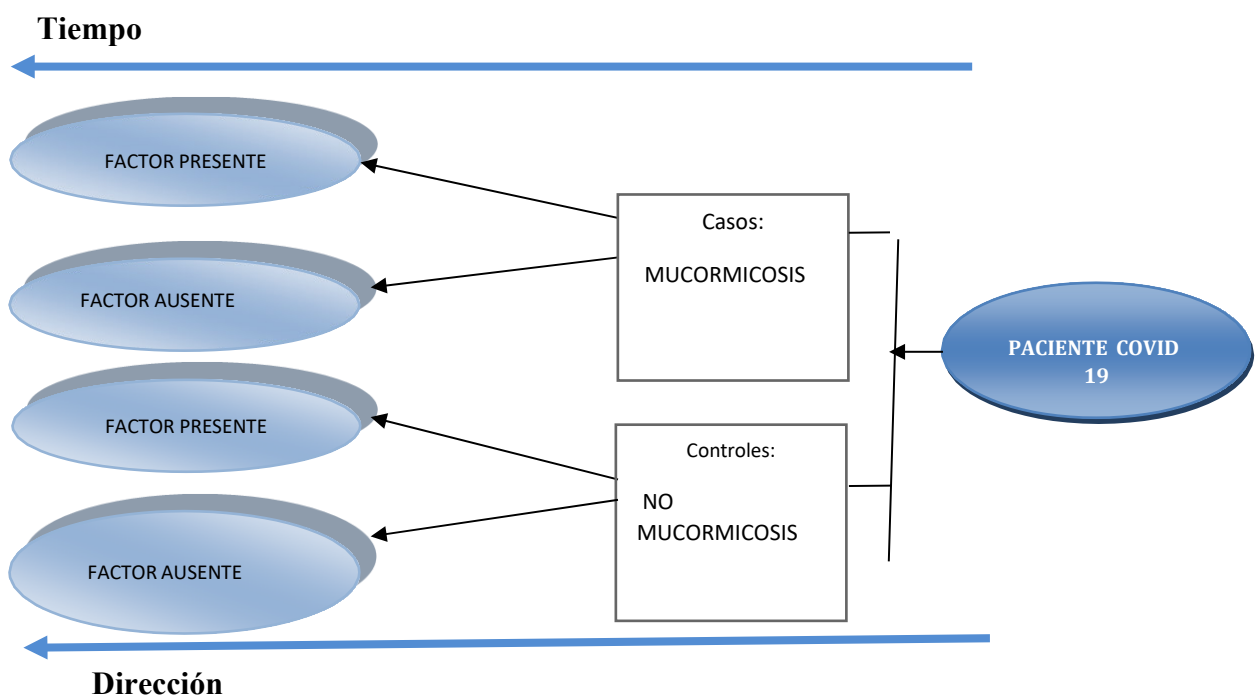 Tiempo
FACTOR PRESENTE
FACTOR AUSENTE
FACTOR PRESENTE
FACTOR AUSENTE
Casos:
MUCORMICOSIS
Controles:
NO
MUCORMICOSIS
PACIENTE COVID
19
Dirección